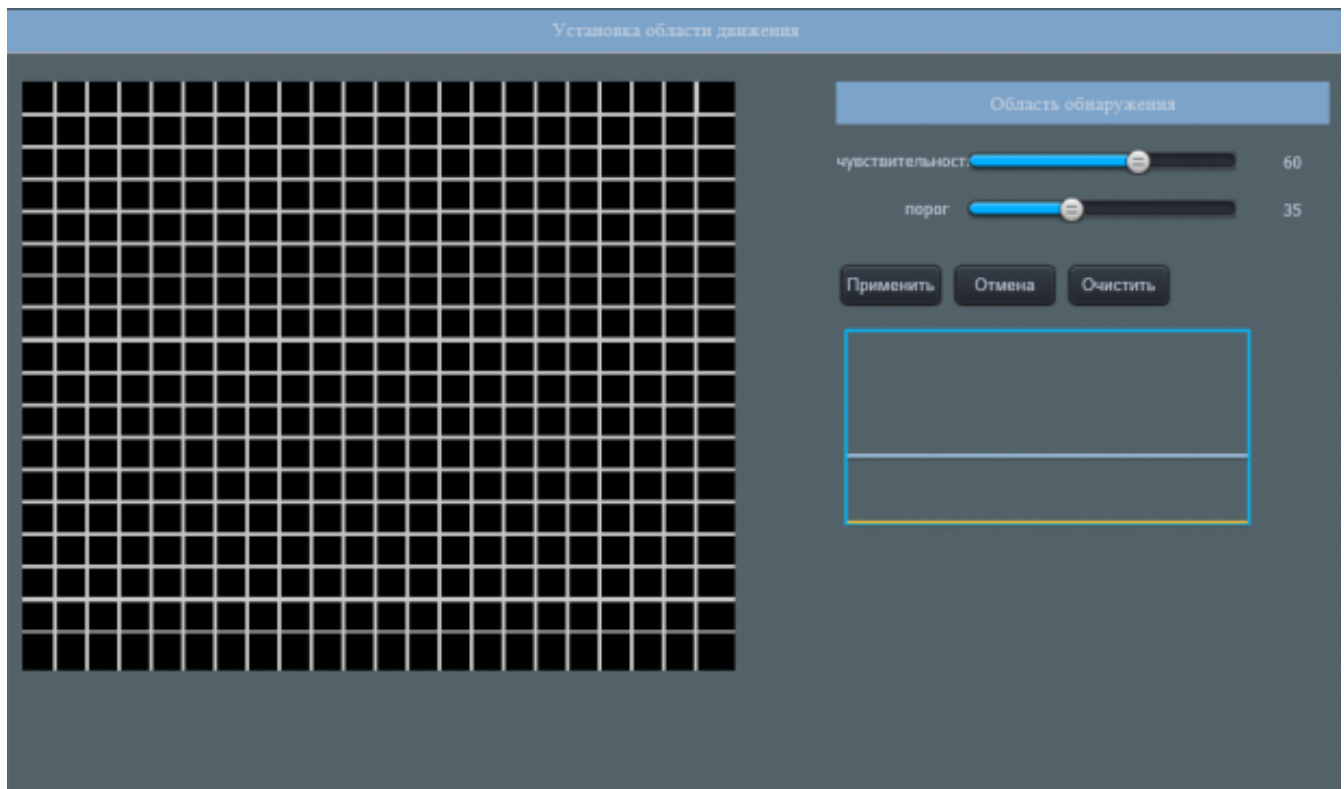 Установка области движения
Область обнаружения
чувствительност.
60
порог
35
Применить
Отмена
Очистить